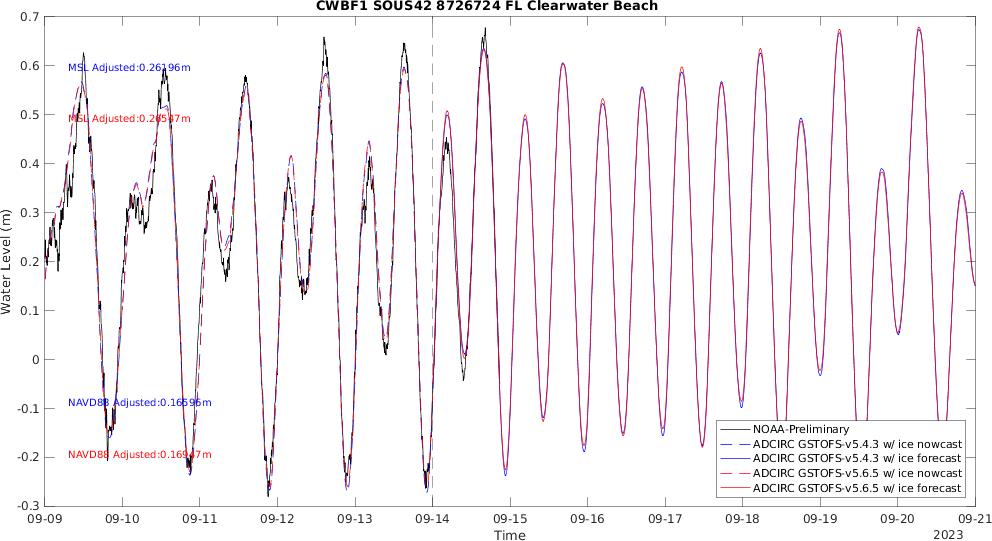 CWBF1 SOUS42 8726724 FL Clearwater Beach
0.7
0.6
0.5
0.4
0.3
0.2
0.1
0
-0.1
-0.2
-0.3
Water Level (m)
MSL Adjusted:0.26196m
MSL Adjusted:0.26547m
NAVD88 Adjusted:0.16596m
NAVD88 Adjusted:0.16947m
NOAA-Preliminary
ADCIRC GSTOFS-v5.4.3 w/ ice nowcast
ADCIRC GSTOFS-v5.4.3 w/ ice forecast
ADCIRC GSTOFS-v5.6.5 w/ ice nowcast
ADCIRC GSTOFS-v5.6.5 w/ ice forecast
09-09 09-10 09-11 09-12 09-13 09-14 09-15 09-16 09-17 09-18 09-19 09-20 09-21
Time
2023